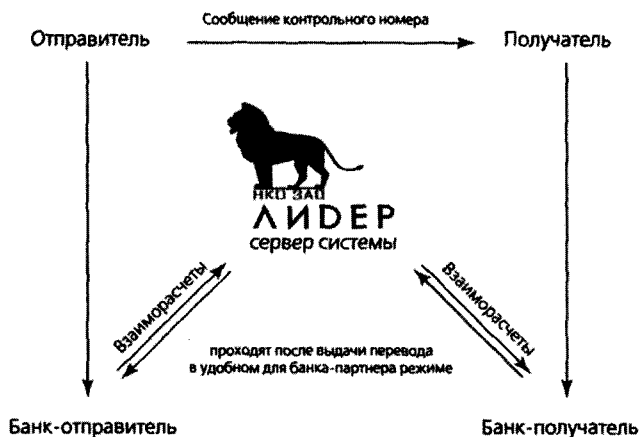 Сообщение контрольного номера
Отправитель
Получатель
НКО ЗАО
ЛИDЕР
сервер системы
Взаиморасчеты
Взаиморасчеты
проходят после выдачи перевода
в удобном для банка-партнера режиме
Банк-отправитель
Банк-получатель